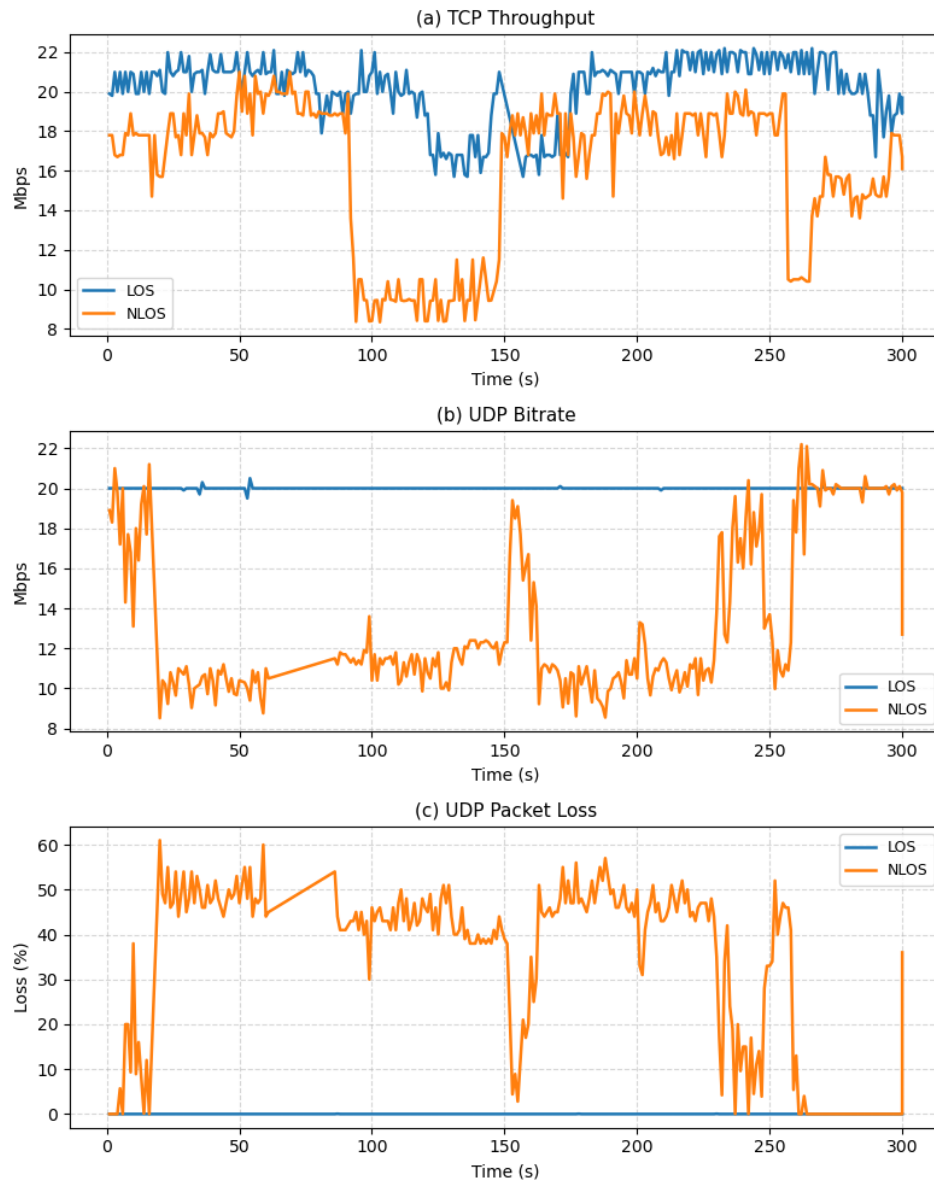 (a) TCP Throughput
22
20
18
16
14
12
10
8
Mbps
LOS
NLOS
0 50 100 150 200 250 300
Time (s)
(b) UDP Bitrate
22
20
18
16
14
12
10
8
Mbps
LOS
NLOS
0 50 100 150 200 250 300
Time (s)
(c) UDP Packet Loss
60
50
40
30
20
10
0
Loss (%)
LOS
NLOS
0 50 100 150 200 250 300
Time (s)